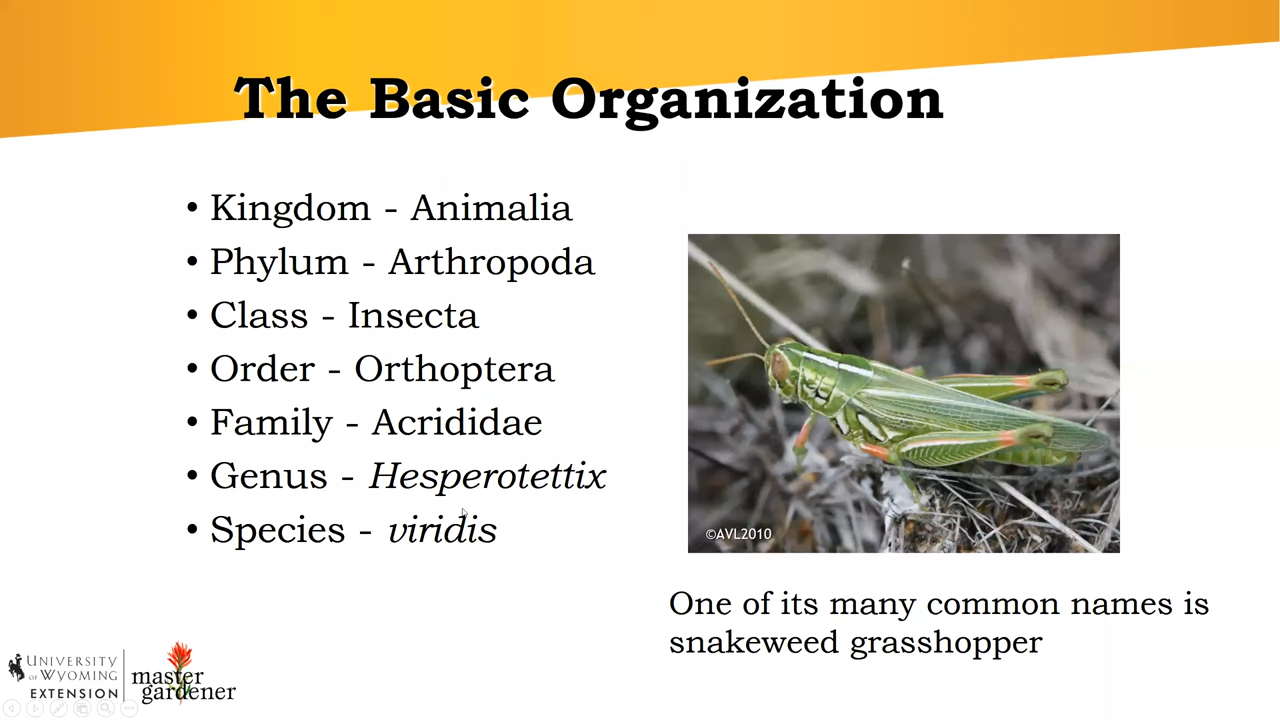 The Basic Organization
• Kingdom - Animalia
• Phylum - Arthropoda
• Class - Insecta
• Order - Orthoptera
• Family - Acrididae
• Genus - Hesperotettix
• Species - viridis
©AVL2010
One of its many common names is
snakeweed grasshopper
UNIVERSITY
OF WYOMING
EXTENSION
master
gardener